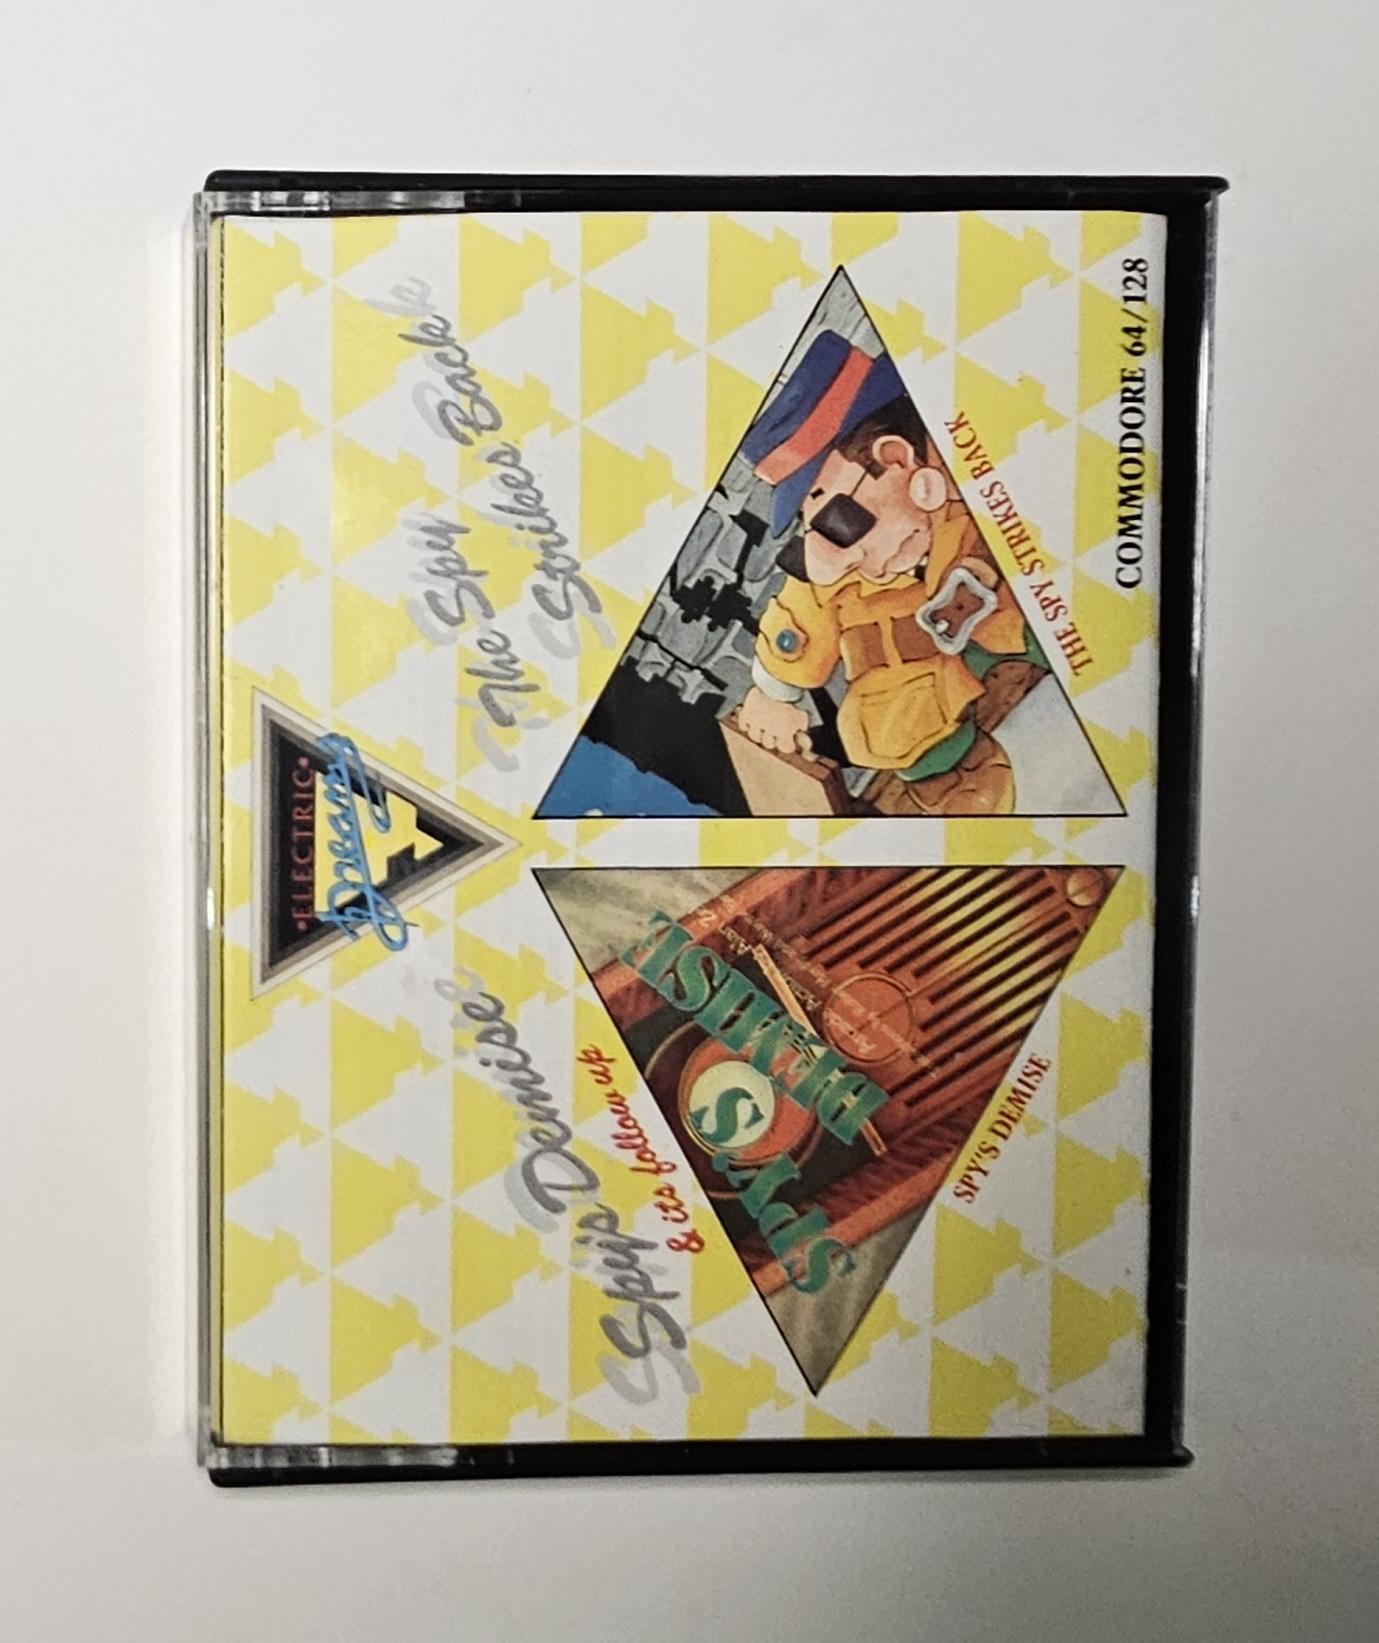 •ELECTRIC•
Dreams
Spy's Demise
& its follow up
The Spy
Strikes Back
SPY'S DEMISE
SPY'S DEMISE
THE SPY STRIKES BACK
COMMODORE 64/128